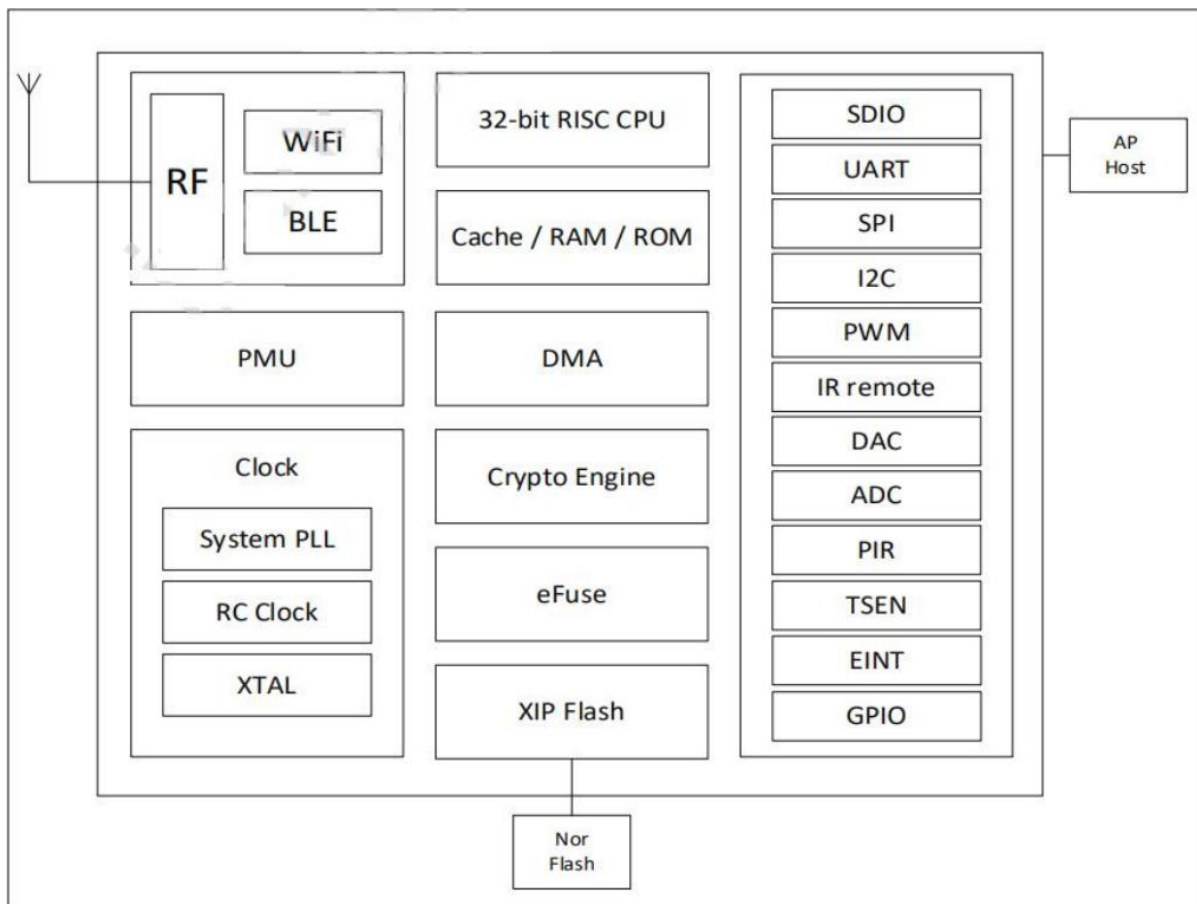 RF
WiFi
BLE
PMU
Clock
System PLL
RC Clock
XTAL
32-bit RISC CPU
Cache / RAM / ROM
DMA
Crypto Engine
eFuse
XIP Flash
SDIO
UART
SPI
I2C
PWM
IR remote
DAC
ADC
PIR
TSEN
EINT
GPIO
AP
Host
Nor
Flash